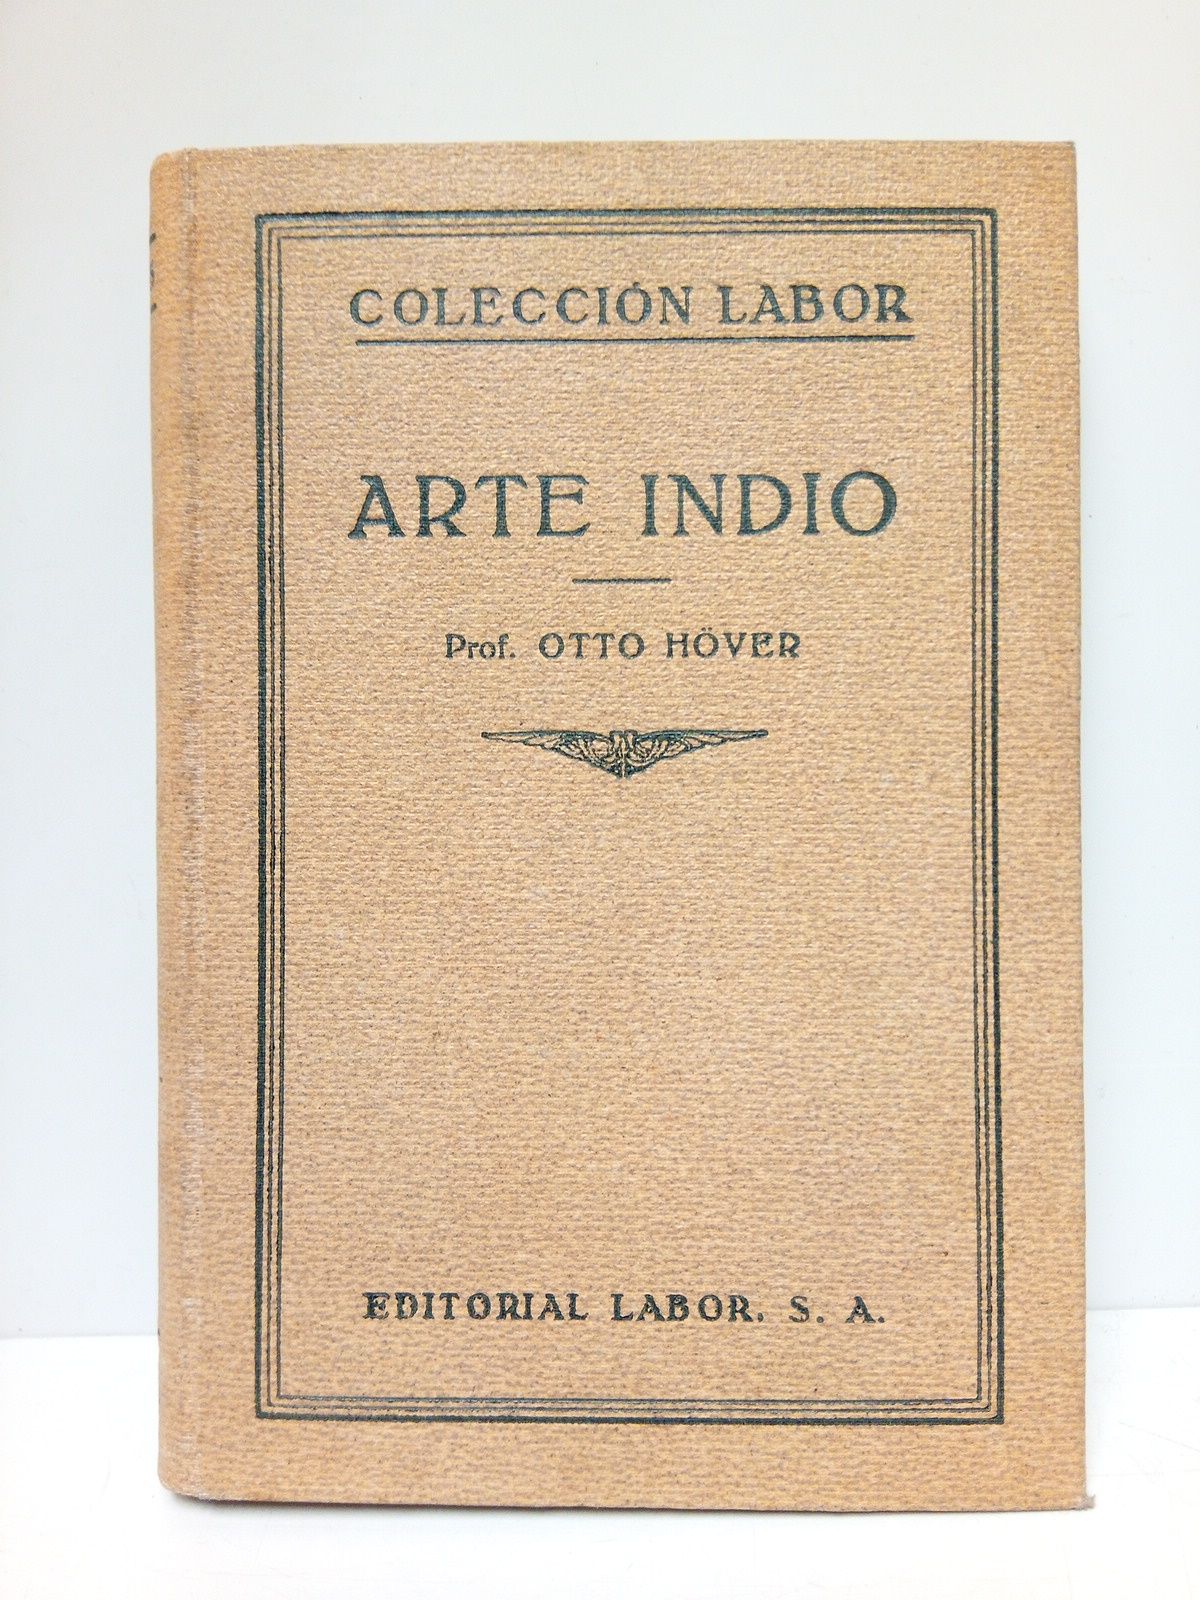 COLECCIÓN LABOR
ARTE INDIO
Prof. OTTO HÖVER
EDITORIAL LABOR, S. A.